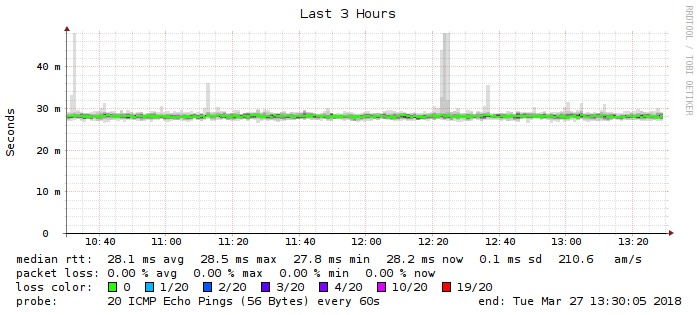 Last 3 Hours
RRDTOOL / TOBI OETIKER
Seconds
40 m
30 m
20 m
10 m
0
10:40 11:00 11:20 11:40 12:00 12:20 12:40 13:00 13:20
median rtt: 28.1 ms avg 28.5 ms max 27.8 ms min 28.2 ms now 0.1 ms sd 210.6 am/s
packet loss: 0.00 % avg 0.00 % max 0.00 % min 0.00 % now
loss color: 0 1/20 2/20 3/20 4/20 10/20 19/20
probe: 20 ICMP Echo Pings (56 Bytes) every 60s end: Tue Mar 27 13:30:05 2018